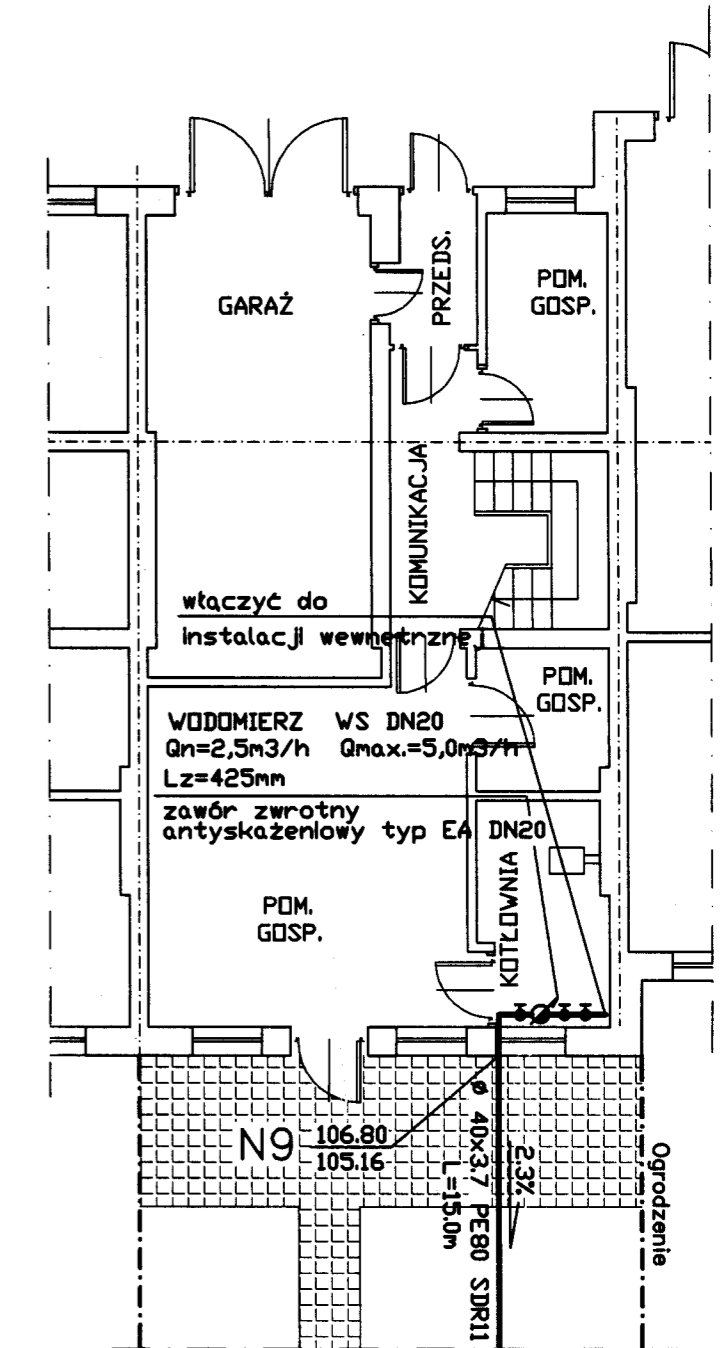 GARAŻ
PRZEDS.
POM.
GOSP.
KOMUNIKACJA
włączyć do
instalacji wewnętrznej
POM.
GOSP.
WODOMIERZ WS DN20
Qn=2,5m3/h Qmax.=5,0m3/h
Lz=425mm
zawór zwrotny
antyskażeniowy typ EA DN20
POM.
GOSP.
KOTŁOWNIA
N9
106.80
105.16
ø 40x3.7 PE80 SDR11
L=15.0m
2.3%
Ogrodzenie